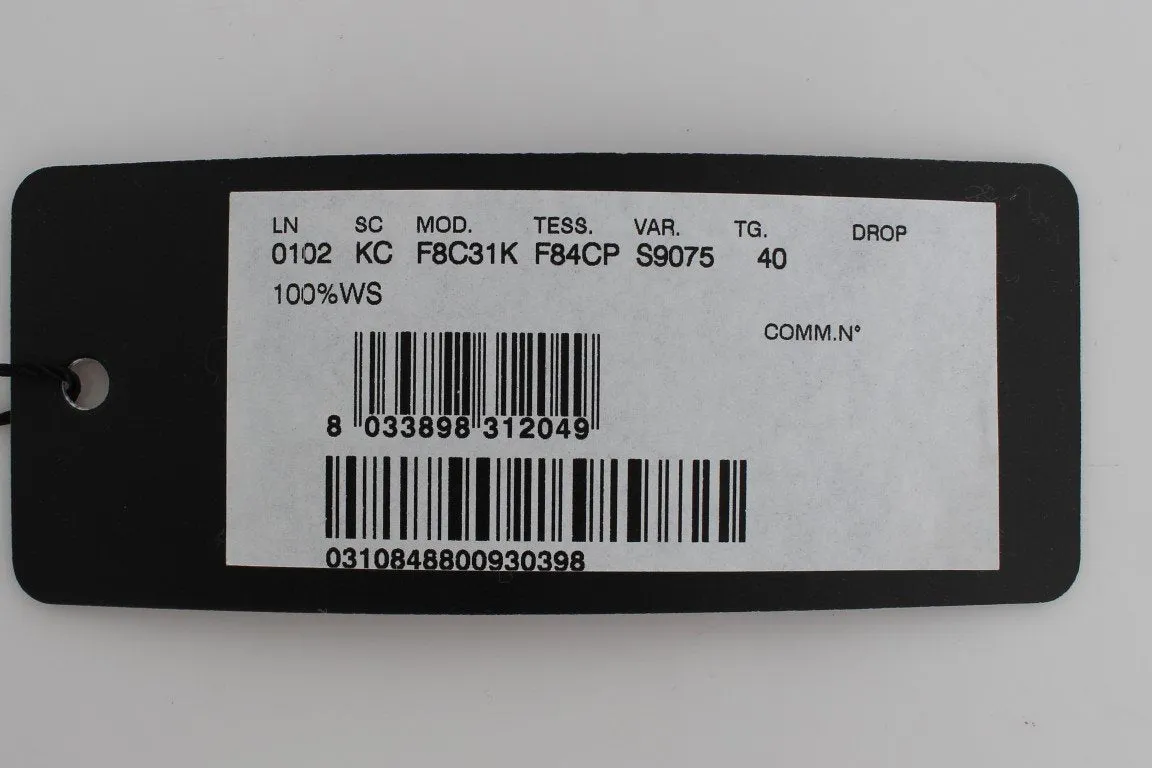 LN SC MOD. TESS. VAR. TG. DROP
0102 KC F8C31K F84CP S9075 40
100%WS
COMM.N°
8 033898 312049
0310848800930398